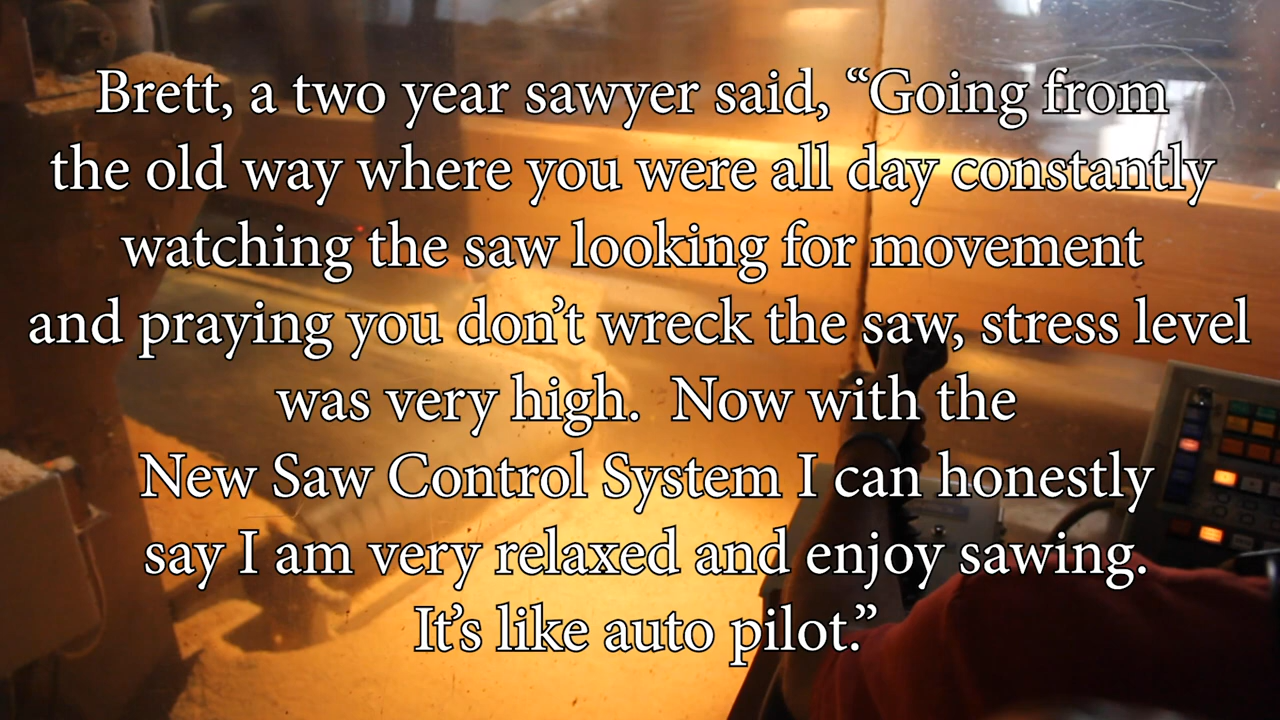 Brett, a two year sawyer said, “Going from
the old way where you were all day constantly
watching the saw looking for movement
and praying you don’t wreck the saw, stress level
was very high.  Now with the
New Saw Control System I can honestly
say I am very relaxed and enjoy sawing.
It’s like auto pilot.”